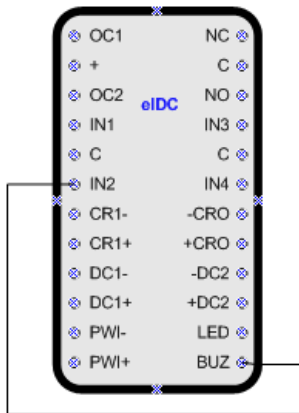 OC1 NC
+ C
OC2 eIDC NO
IN1 IN3
C C
IN2 IN4
CR1- -CRO
CR1+ +CRO
DC1- -DC2
DC1+ +DC2
PWI- LED
PWI+ BUZ